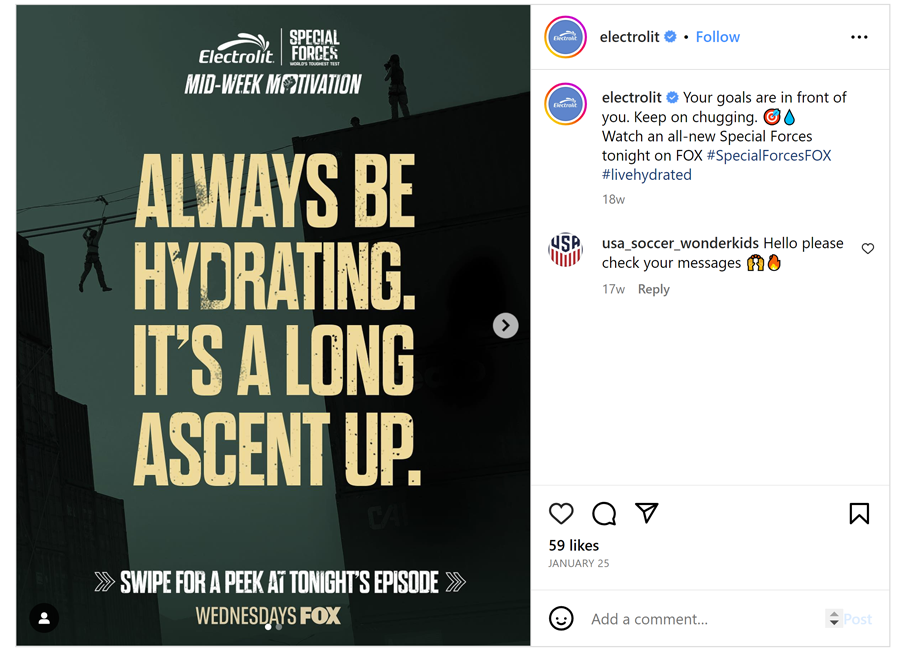 Electrolit
SPECIAL
FORCES
WORLD'S TOUGHEST TEST
MID-WEEK MOTIVATION
ALWAYS BE
HYDRATING.
IT'S A LONG
ASCENT UP.
SWIPE FOR A PEEK AT TONIGHT'S EPISODE
WEDNESDAYS FOX
electrolit • Follow
electrolit Your goals are in front of
you. Keep on chugging. 🎯💧
Watch an all-new Special Forces
tonight on FOX #SpecialForcesFOX
#livehydrated
18w
USA
usa_soccer_wonderkids Hello please
check your messages 🙌🔥
17w Reply
59 likes
JANUARY 25
Add a comment...
Post